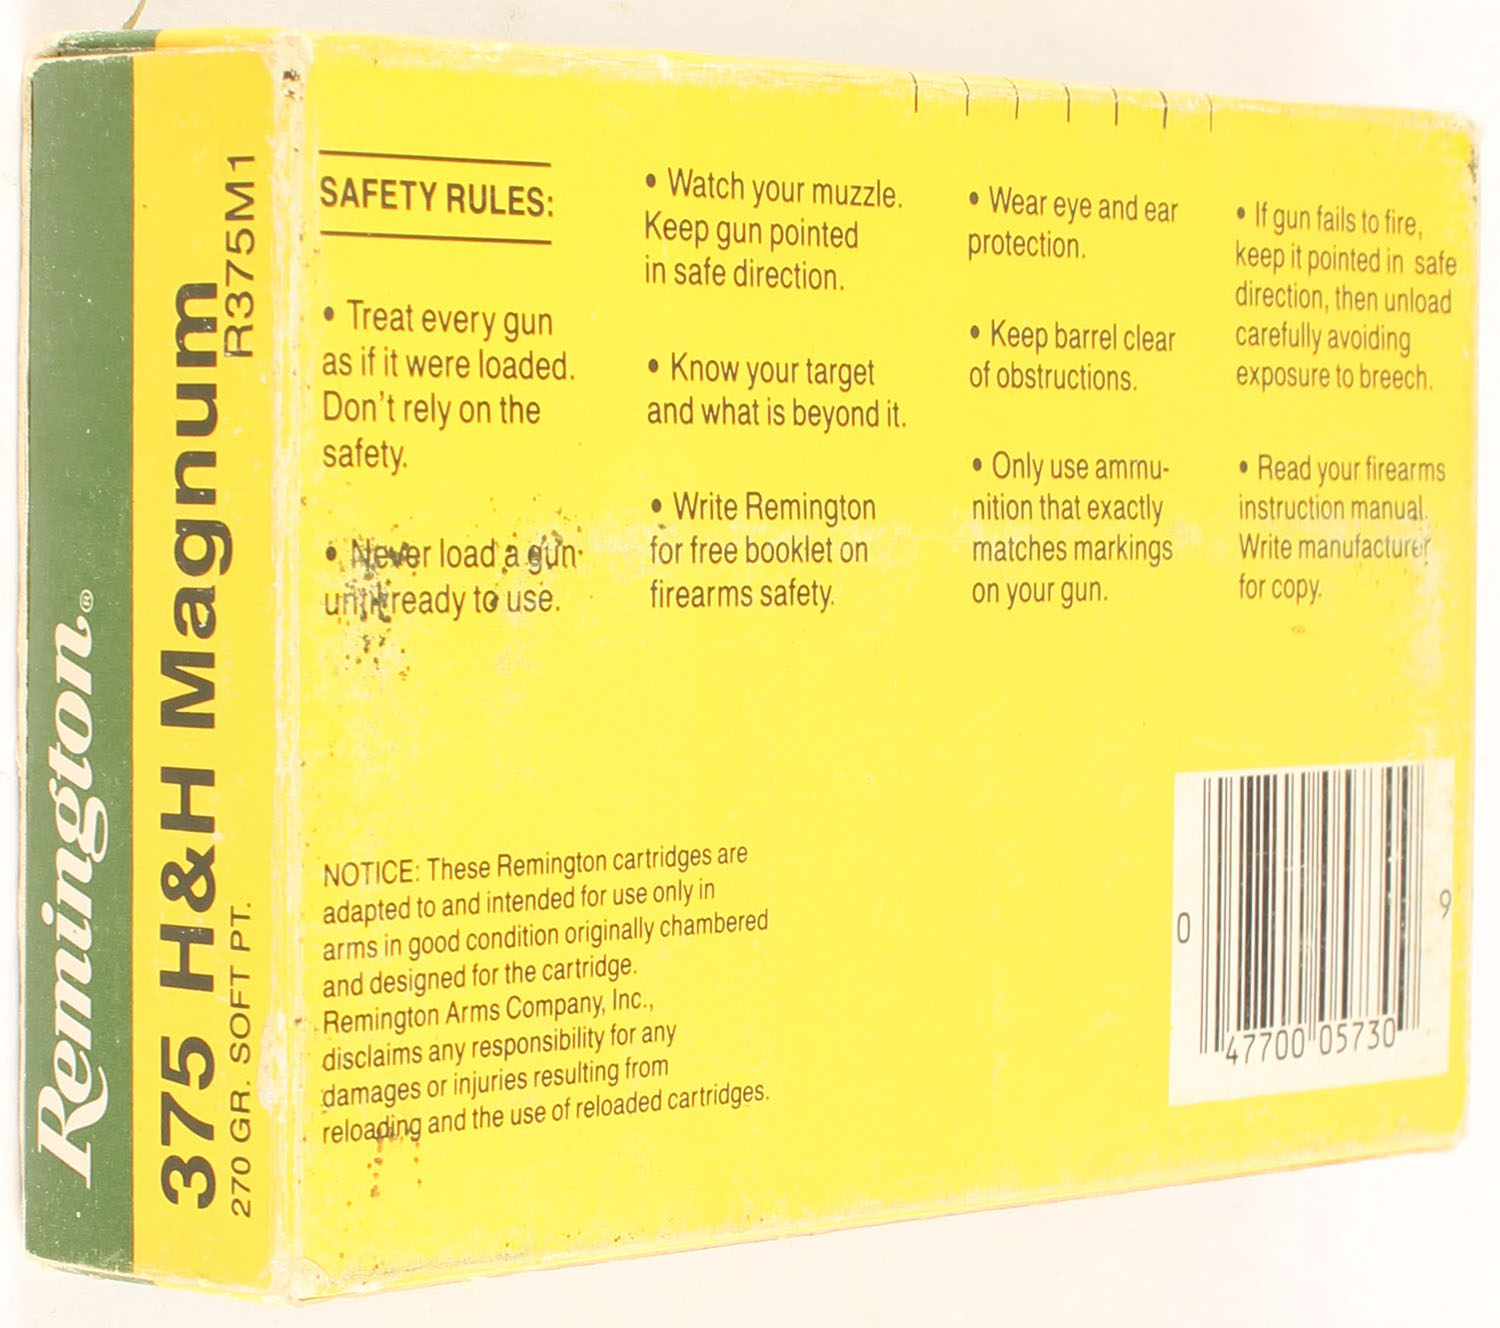 Remington®
375 H&H Magnum
270 GR. SOFT PT.
R375M1
SAFETY RULES:
• Treat every gun
as if it were loaded.
Don't rely on the
safety.
• Never load a gun
until ready to use.
• Watch your muzzle.
Keep gun pointed
in safe direction.
• Know your target
and what is beyond it.
• Write Remington
for free booklet on
firearms safety.
• Wear eye and ear
protection.
• Keep barrel clear
of obstructions.
• Only use ammu-
nition that exactly
matches markings
on your gun.
• If gun fails to fire,
keep it pointed in safe
direction, then unload
carefully avoiding
exposure to breech.
• Read your firearms
instruction manual.
Write manufacturer
for copy.
NOTICE: These Remington cartridges are
adapted to and intended for use only in
arms in good condition originally chambered
and designed for the cartridge.
Remington Arms Company, Inc.,
disclaims any responsibility for any
damages or injuries resulting from
reloading and the use of reloaded cartridges.
0 47700 05730 9